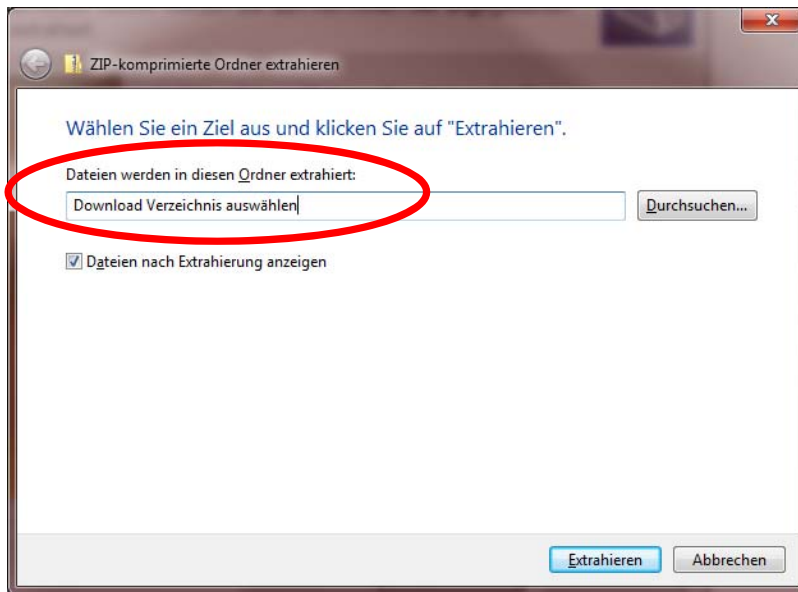 ZIP-komprimierte Ordner extrahieren
Wählen Sie ein Ziel aus und klicken Sie auf "Extrahieren".
Dateien werden in diesen Ordner extrahiert:
Download Verzeichnis auswählen
Durchsuchen...
Dateien nach Extrahierung anzeigen
Extrahieren Abbrechen